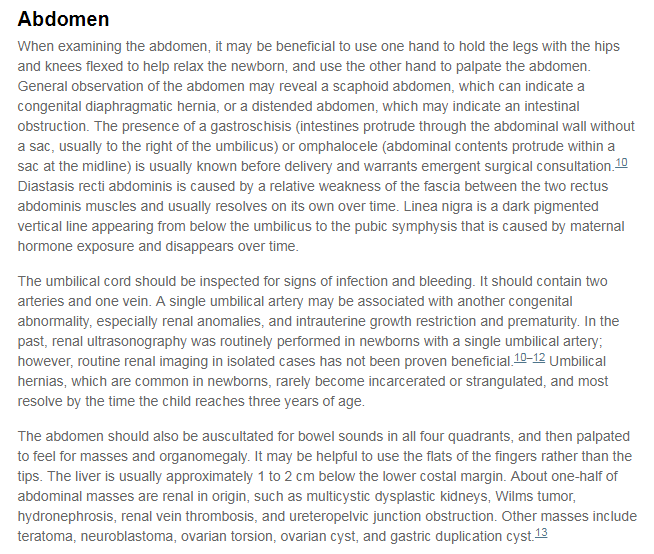 Abdomen
When examining the abdomen, it may be beneficial to use one hand to hold the legs with the hips
and knees flexed to help relax the newborn, and use the other hand to palpate the abdomen.
General observation of the abdomen may reveal a scaphoid abdomen, which can indicate a
congenital diaphragmatic hernia, or a distended abdomen, which may indicate an intestinal
obstruction. The presence of a gastroschisis (intestines protrude through the abdominal wall without
a sac, usually to the right of the umbilicus) or omphalocele (abdominal contents protrude within a
sac at the midline) is usually known before delivery and warrants emergent surgical consultation.10
Diastasis recti abdominis is caused by a relative weakness of the fascia between the two rectus
abdominis muscles and usually resolves on its own over time. Linea nigra is a dark pigmented
vertical line appearing from below the umbilicus to the pubic symphysis that is caused by maternal
hormone exposure and disappears over time.
The umbilical cord should be inspected for signs of infection and bleeding. It should contain two
arteries and one vein. A single umbilical artery may be associated with another congenital
abnormality, especially renal anomalies, and intrauterine growth restriction and prematurity. In the
past, renal ultrasonography was routinely performed in newborns with a single umbilical artery;
however, routine renal imaging in isolated cases has not been proven beneficial.10–12 Umbilical
hernias, which are common in newborns, rarely become incarcerated or strangulated, and most
resolve by the time the child reaches three years of age.
The abdomen should also be auscultated for bowel sounds in all four quadrants, and then palpated
to feel for masses and organomegaly. It may be helpful to use the flats of the fingers rather than the
tips. The liver is usually approximately 1 to 2 cm below the lower costal margin. About one-half of
abdominal masses are renal in origin, such as multicystic dysplastic kidneys, Wilms tumor,
hydronephrosis, renal vein thrombosis, and ureteropelvic junction obstruction. Other masses include
teratoma, neuroblastoma, ovarian torsion, ovarian cyst, and gastric duplication cyst.13